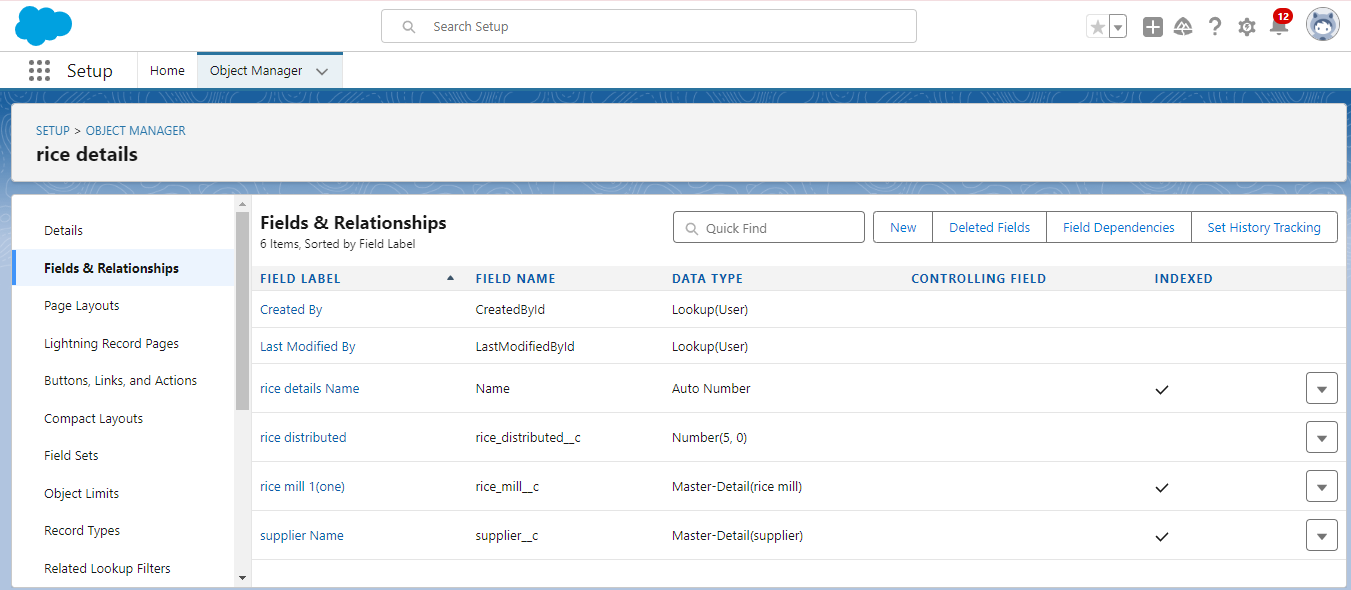 Search Setup
12
Setup
Home
Object Manager
SETUP > OBJECT MANAGER
rice details
Details
Fields & Relationships
Page Layouts
Lightning Record Pages
Buttons, Links, and Actions
Compact Layouts
Field Sets
Object Limits
Record Types
Related Lookup Filters
Fields & Relationships
6 Items, Sorted by Field Label
Quick Find
New
Deleted Fields
Field Dependencies
Set History Tracking
FIELD LABEL FIELD NAME DATA TYPE CONTROLLING FIELD INDEXED
Created By CreatedById Lookup(User)
Last Modified By LastModifiedById Lookup(User)
rice details Name Name Auto Number
rice distributed rice_distributed__c Number(5, 0)
rice mill 1(one) rice_mill__c Master-Detail(rice mill)
supplier Name supplier__c Master-Detail(supplier)